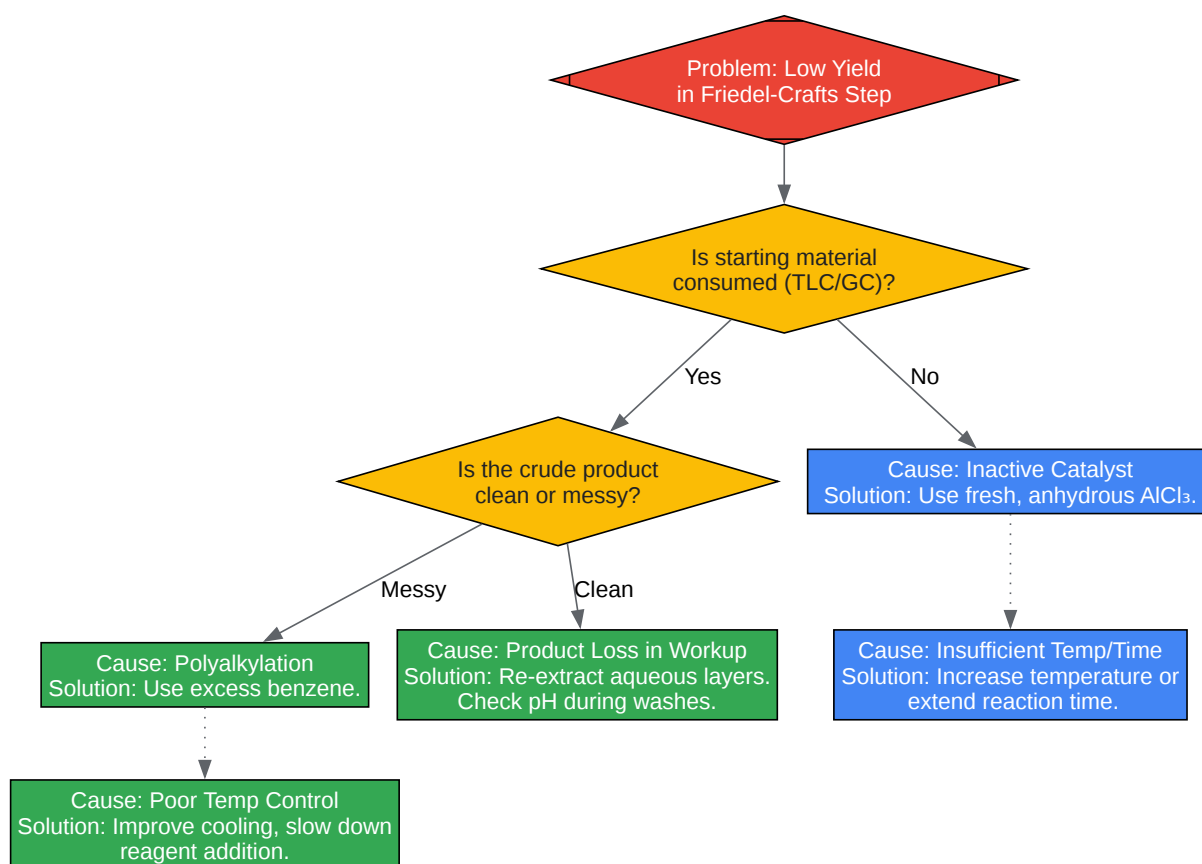 Problem: Low Yield
in Friedel-Crafts Step
Is starting material
consumed (TLC/GC)?
Yes
No
Is the crude product
clean or messy?
Cause: Inactive Catalyst
Solution: Use fresh, anhydrous AlCl₃.
Messy
Clean
Cause: Polyalkylation
Solution: Use excess benzene.
Cause: Product Loss in Workup
Solution: Re-extract aqueous layers.
Check pH during washes.
Cause: Insufficient Temp/Time
Solution: Increase temperature or
extend reaction time.
Cause: Poor Temp Control
Solution: Improve cooling, slow down
reagent addition.